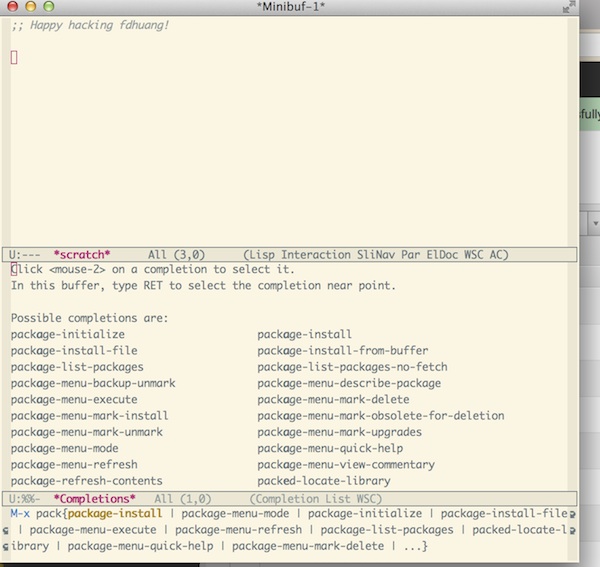 *Minibuf-1*
;; Happy hacking fdhuang!
sfully
U:--- *scratch* All (3,0) (Lisp Interaction SliNav Par ElDoc WSC AC)
Click <mouse-2> on a completion to select it.
In this buffer, type RET to select the completion near point.
Possible completions are:
package-initialize package-install
package-install-file package-install-from-buffer
package-list-packages package-list-packages-no-fetch
package-menu-backup-unmark package-menu-describe-package
package-menu-execute package-menu-mark-delete
package-menu-mark-install package-menu-mark-obsolete-for-deletion
package-menu-mark-unmark package-menu-mark-upgrades
package-menu-mode package-menu-quick-help
package-menu-refresh package-menu-view-commentary
package-refresh-contents packed-locate-library
U:%%- *Completions* All (1,0) (Completion List WSC)
M-x pack{package-install | package-menu-mode | package-initialize | package-install-file
| package-menu-execute | package-menu-refresh | package-list-packages | packed-locate-l
ibrary | package-menu-quick-help | package-menu-mark-delete | ...}